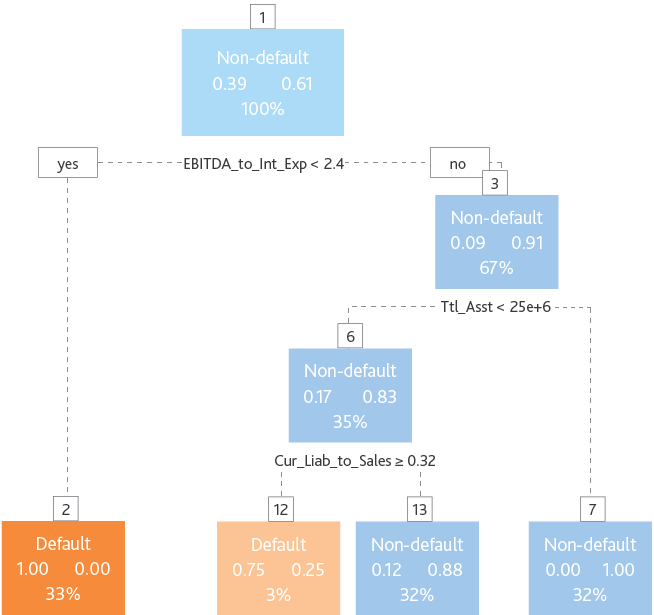 1
Non-default
0.39 0.61
100%
yes
EBITDA_to_Int_Exp < 2.4
no
3
Non-default
0.09 0.91
67%
Ttl_Asst < 25e+6
6
Non-default
0.17 0.83
35%
Cur_Liab_to_Sales ≥ 0.32
2
Default
1.00 0.00
33%
12
Default
0.75 0.25
3%
13
Non-default
0.12 0.88
32%
7
Non-default
0.00 1.00
32%